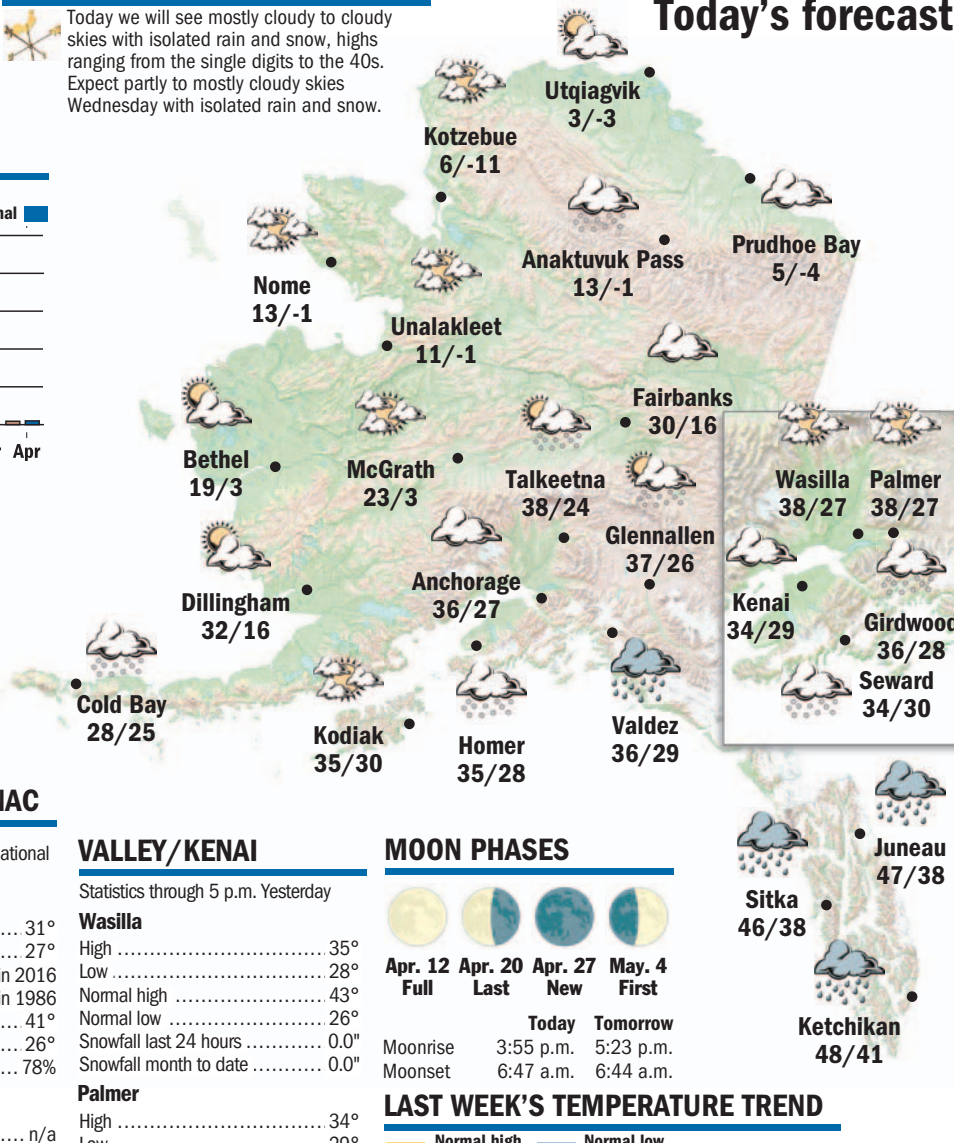 Today we will see mostly cloudy to cloudy
skies with isolated rain and snow, highs
ranging from the single digits to the 40s.
Expect partly to mostly cloudy skies
Wednesday with isolated rain and snow.
Today's forecast
Utqiagvik
3/-3
Kotzebue
6/-11
Prudhoe Bay
5/-4
Anaktuvuk Pass
13/-1
Nome
13/-1
Unalakleet
11/-1
Fairbanks
30/16
Apr
Bethel
19/3
McGrath
23/3
Talkeetna
38/24
Wasilla
38/27
Palmer
38/27
Glennallen
37/26
Anchorage
36/27
Dillingham
32/16
Kenai
34/29
Girdwood
36/28
Seward
34/30
Cold Bay
28/25
Kodiak
35/30
Homer
35/28
Valdez
36/29
Juneau
47/38
Sitka
46/38
Ketchikan
48/41
.... 31°
.... 27°
in 2016
in 1986
.... 41°
.... 26°
... 78%
.... n/a
VALLEY/KENAI
Statistics through 5 p.m. Yesterday
Wasilla
High .............................. 35°
Low .............................. 28°
Normal high ...................... 43°
Normal low ....................... 26°
Snowfall last 24 hours ............ 0.0"
Snowfall month to date ........... 0.0"
Palmer
High .............................. 34°
MOON PHASES
Apr. 12 Apr. 20 Apr. 27 May. 4
Full Last New First
Today Tomorrow
Moonrise 3:55 p.m. 5:23 p.m.
Moonset 6:47 a.m. 6:44 a.m.
LAST WEEK'S TEMPERATURE TREND
Normal high Normal low